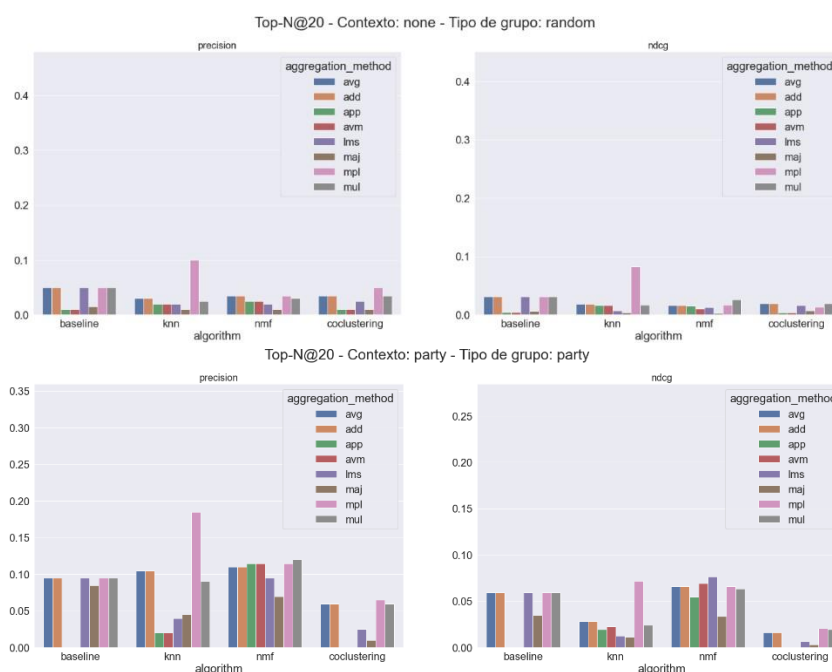 Top-N@20 - Contexto: none - Tipo de grupo: random
precision
ndcg
aggregation_method
avg
add
app
avm
lms
maj
mpl
mul
aggregation_method
avg
add
app
avm
lms
maj
mpl
mul
0.4
0.3
0.2
0.1
0.0
0.4
0.3
0.2
0.1
0.0
baseline knn nmf coclustering
algorithm
baseline knn nmf coclustering
algorithm
Top-N@20 - Contexto: party - Tipo de grupo: party
precision
ndcg
aggregation_method
avg
add
app
avm
lms
maj
mpl
mul
aggregation_method
avg
add
app
avm
lms
maj
mpl
mul
0.35
0.30
0.25
0.20
0.15
0.10
0.05
0.00
0.25
0.20
0.15
0.10
0.05
0.00
baseline knn nmf coclustering
algorithm
baseline knn nmf coclustering
algorithm